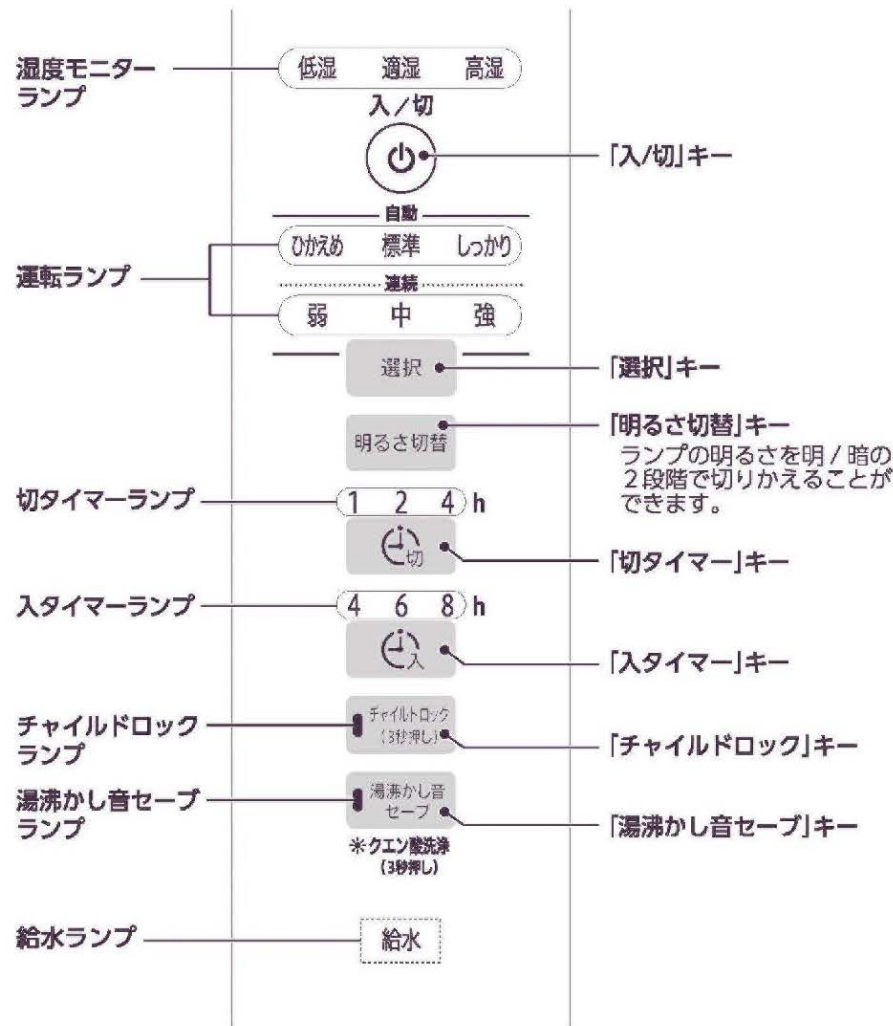 湿度モニター
ランプ
低湿 適湿 高湿
入／切
「入/切」キー
自動
ひかえめ 標準 しっかり
運転ランプ
連続
弱 中 強
選択
「選択」キー
明るさ切替
「明るさ切替」キー
ランプの明るさを明/暗の
2段階で切りかえることが
できます。
切タイマーランプ
1 2 4 h
切
「切タイマー」キー
入タイマーランプ
4 6 8 h
入
「入タイマー」キー
チャイルドロック
ランプ
チャイルドロック
(3秒押し)
「チャイルドロック」キー
湯沸かし音セーブ
ランプ
湯沸かし音
セーブ
「湯沸かし音セーブ」キー
＊クエン酸洗浄
(3秒押し)
給水ランプ
給水